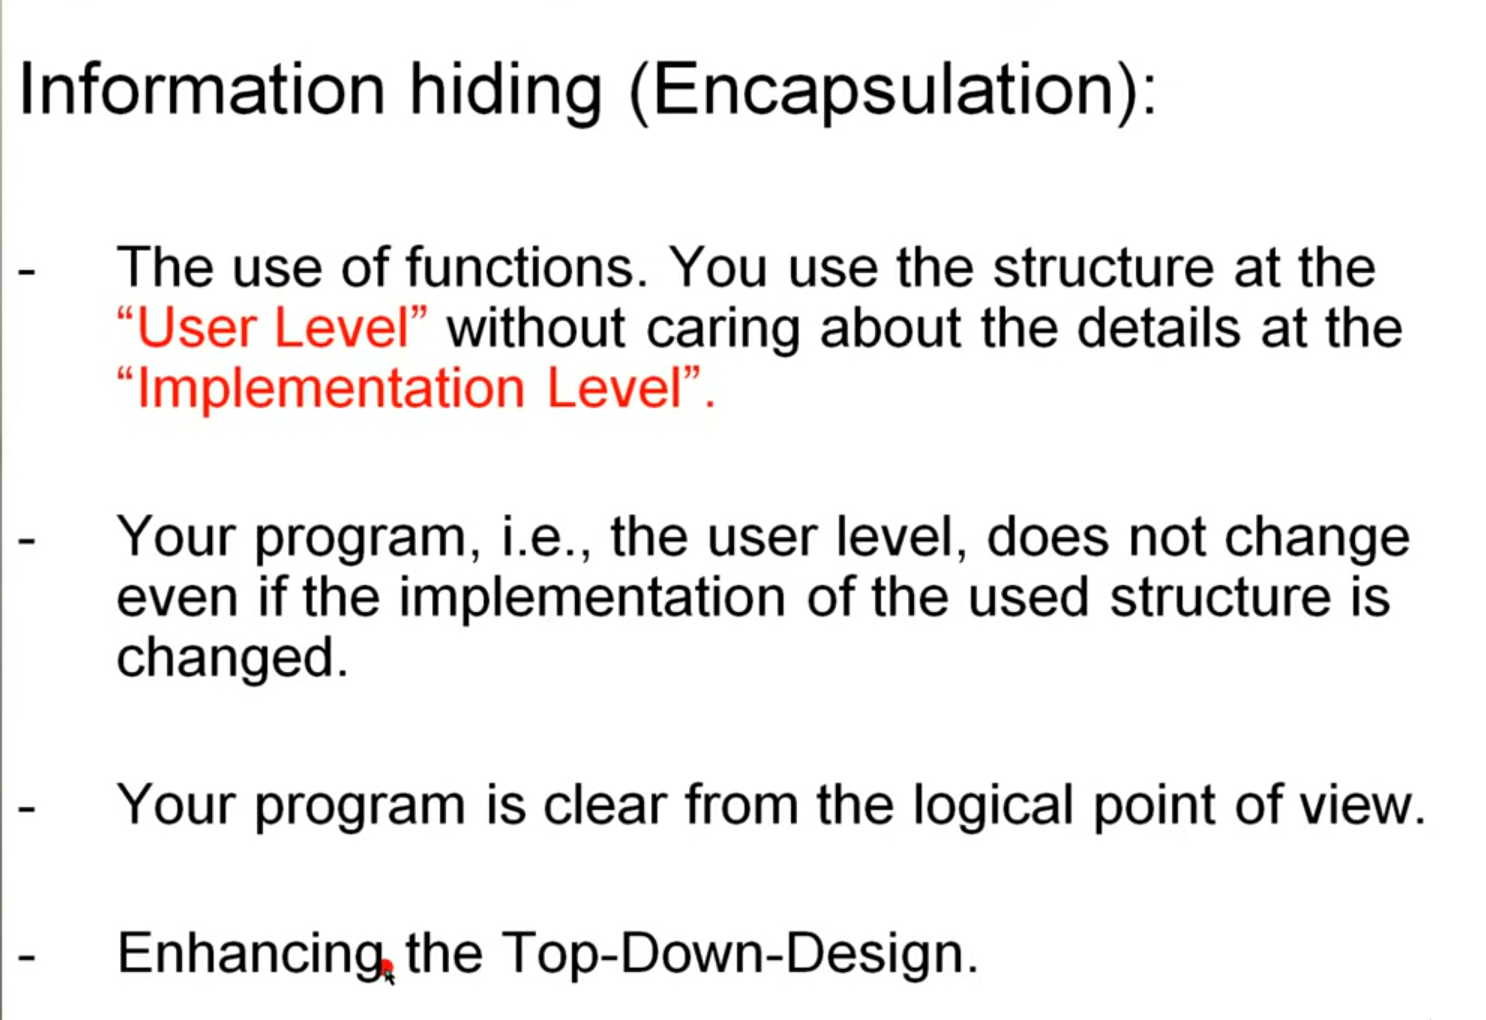 Information hiding (Encapsulation):
- The use of functions. You use the structure at the
“User Level” without caring about the details at the
“Implementation Level”.
- Your program, i.e., the user level, does not change
even if the implementation of the used structure is
changed.
- Your program is clear from the logical point of view.
- Enhancing the Top-Down-Design.